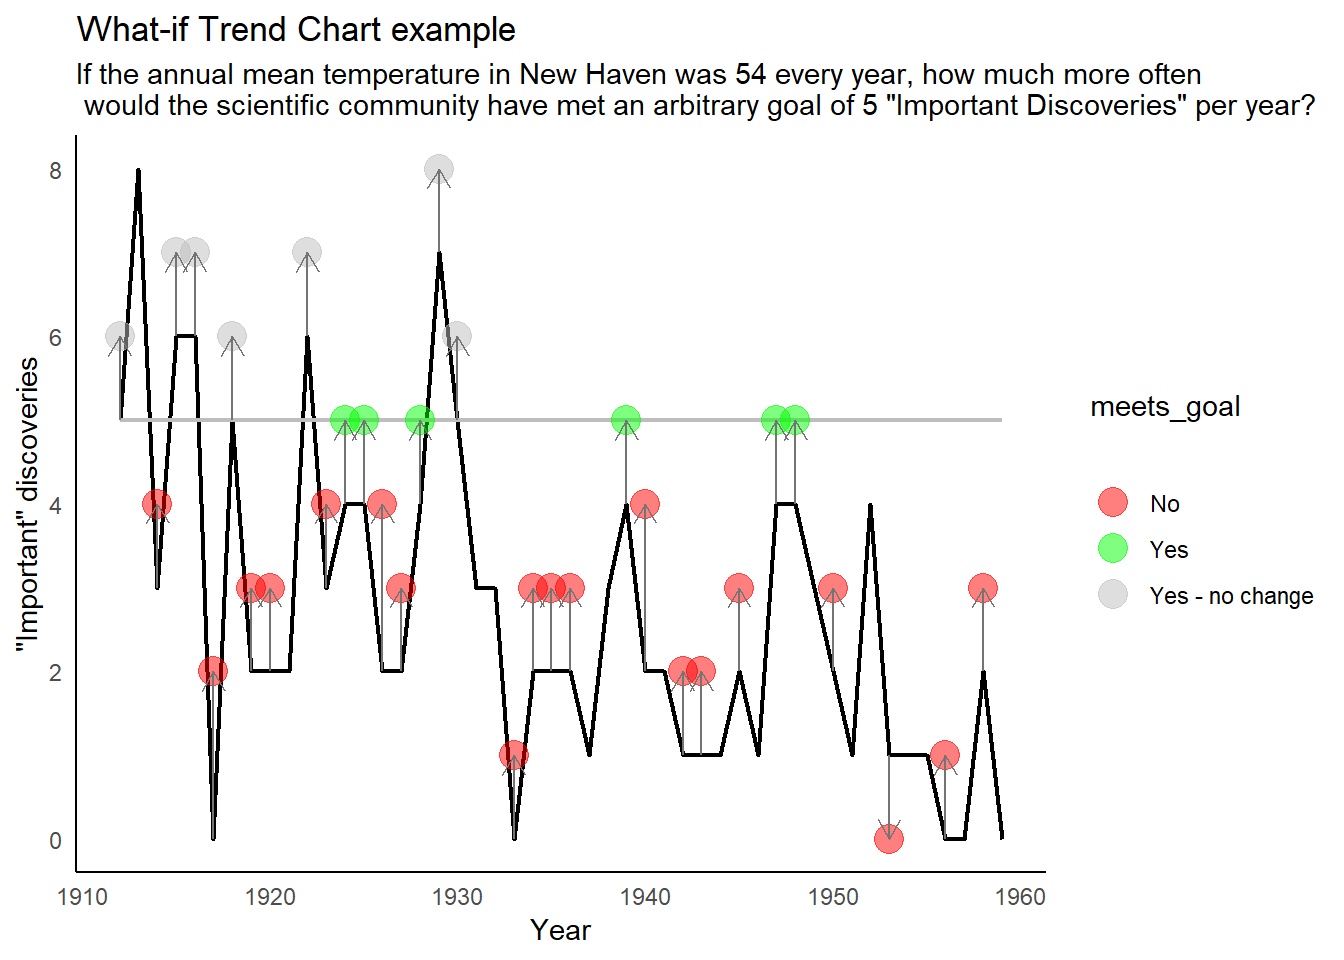 What-if Trend Chart example
If the annual mean temperature in New Haven was 54 every year, how much more often
would the scientific community have met an arbitrary goal of 5 "Important Discoveries" per year?
"Important" discoveries
8
6
4
2
0
1910
1920
1930
1940
1950
1960
Year
meets_goal
No
Yes
Yes - no change